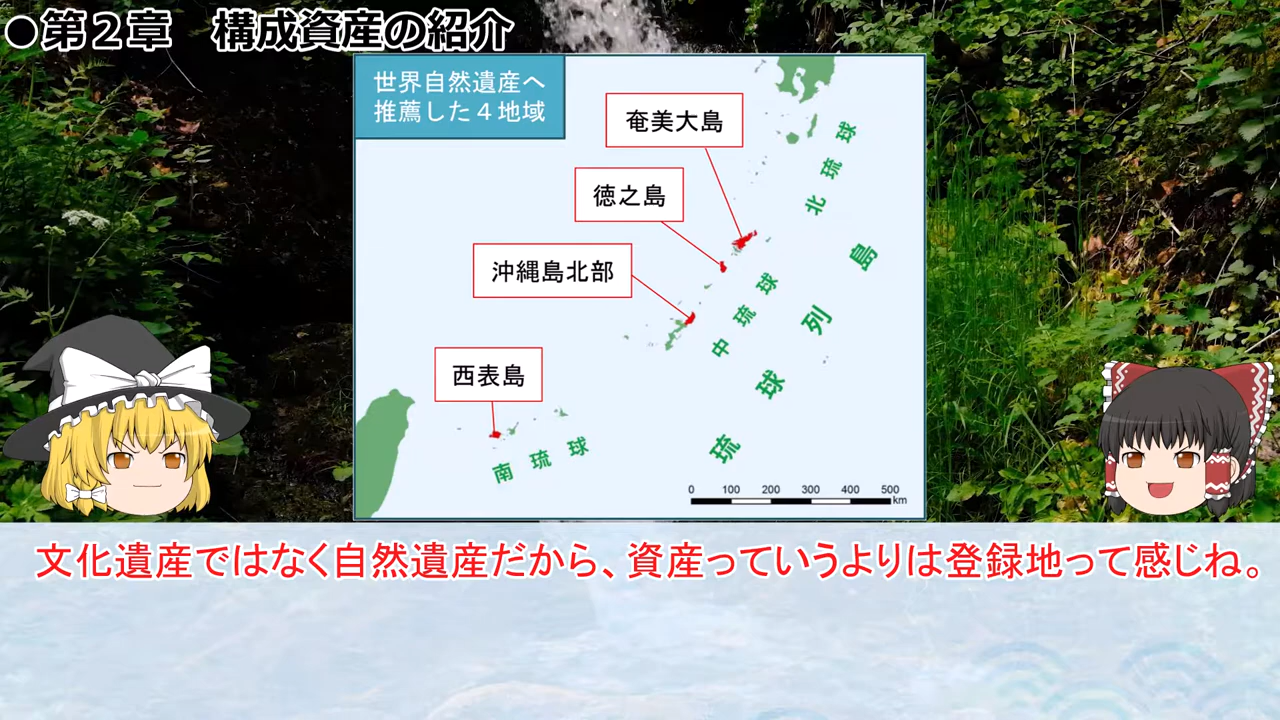 ●第２章　構成資産の紹介
世界自然遺産へ
推薦した４地域
奄美大島
徳之島
沖縄島北部
西表島
北琉球
中琉球
南琉球
琉球列島
0 100 200 300 400 500
km
文化遺産ではなく自然遺産だから、資産っていうよりは登録地って感じね。